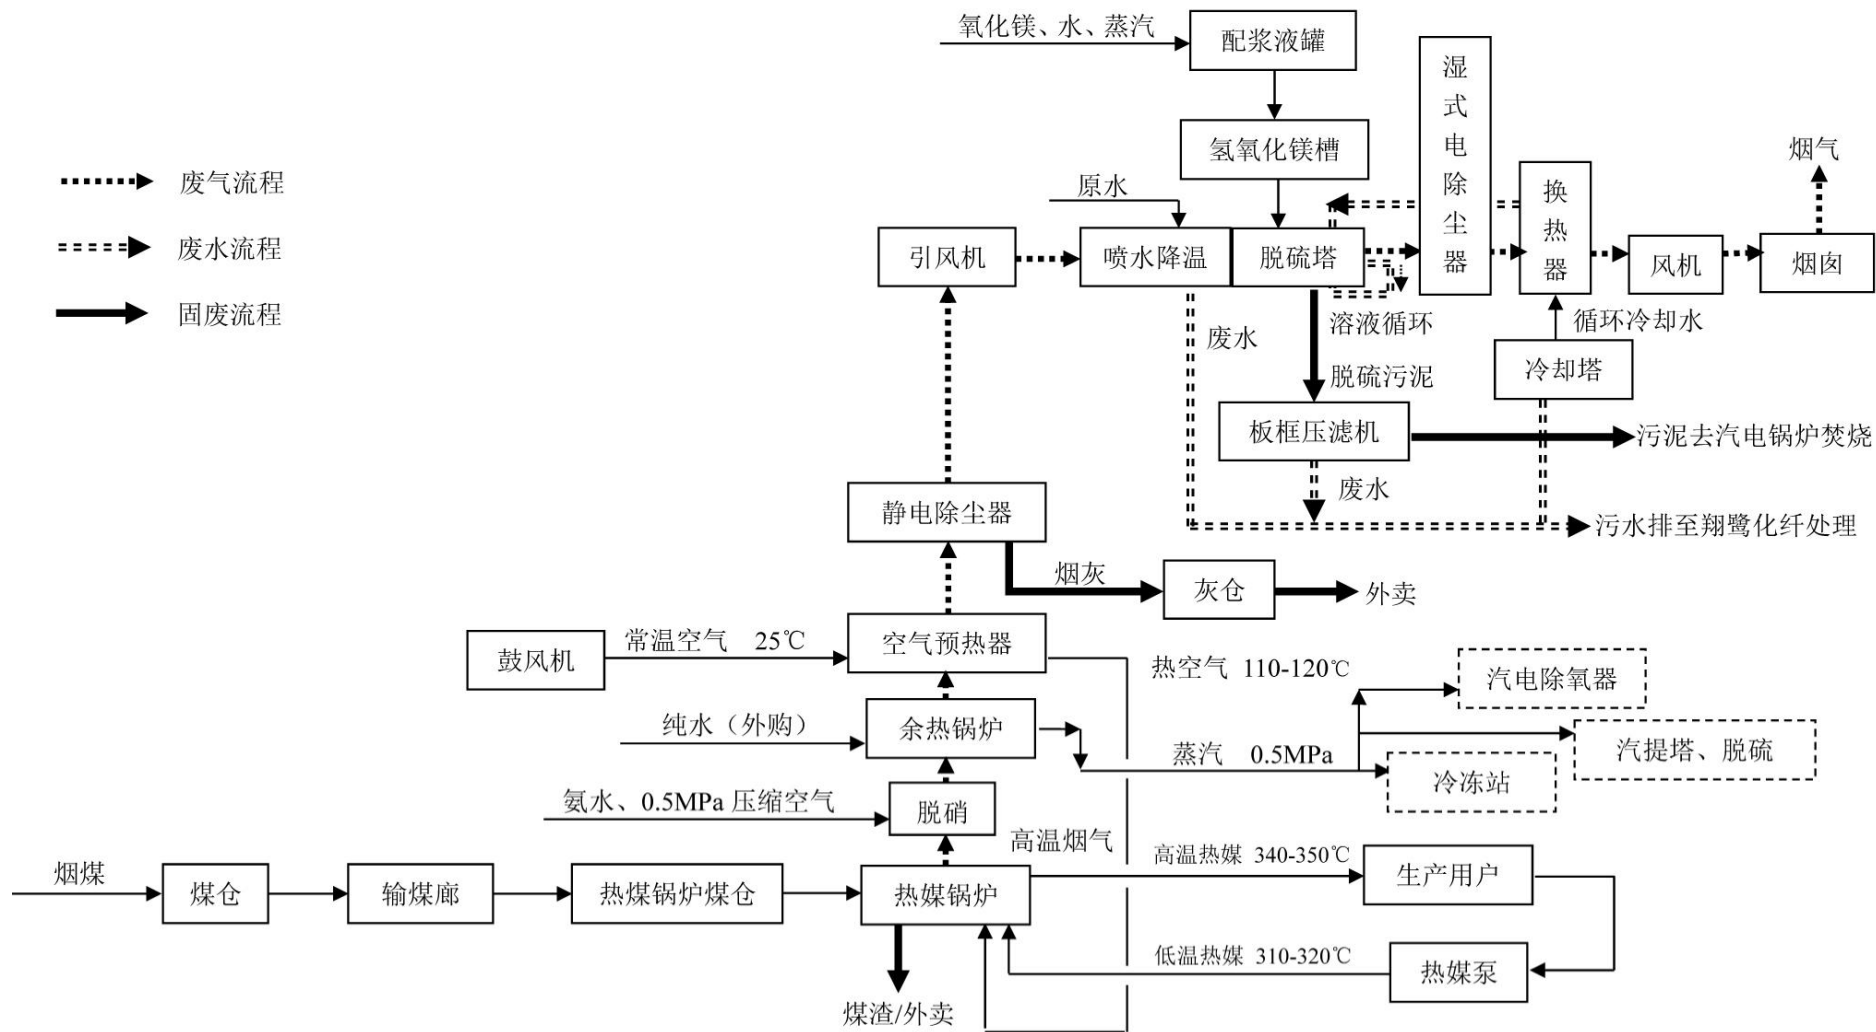 氧化镁、水、蒸汽
配浆液罐
湿式电除尘器
氢氧化镁槽
烟气
废气流程
原水
换热器
废水流程
引风机
喷水降温
脱硫塔
风机
烟囱
固废流程
废水
溶液循环
循环冷却水
冷却塔
脱硫污泥
板框压滤机
污泥去汽电锅炉焚烧
废水
静电除尘器
污水排至翔鹭化纤处理
烟灰
灰仓
外卖
鼓风机
常温空气 25℃
空气预热器
热空气 110-120℃
汽电除氧器
纯水（外购）
余热锅炉
蒸汽 0.5MPa
汽提塔、脱硫
冷冻站
氨水、0.5MPa 压缩空气
脱硝
高温烟气
烟煤
煤仓
输煤廊
热煤锅炉煤仓
热媒锅炉
高温热媒 340-350℃
生产用户
低温热媒 310-320℃
热媒泵
煤渣/外卖